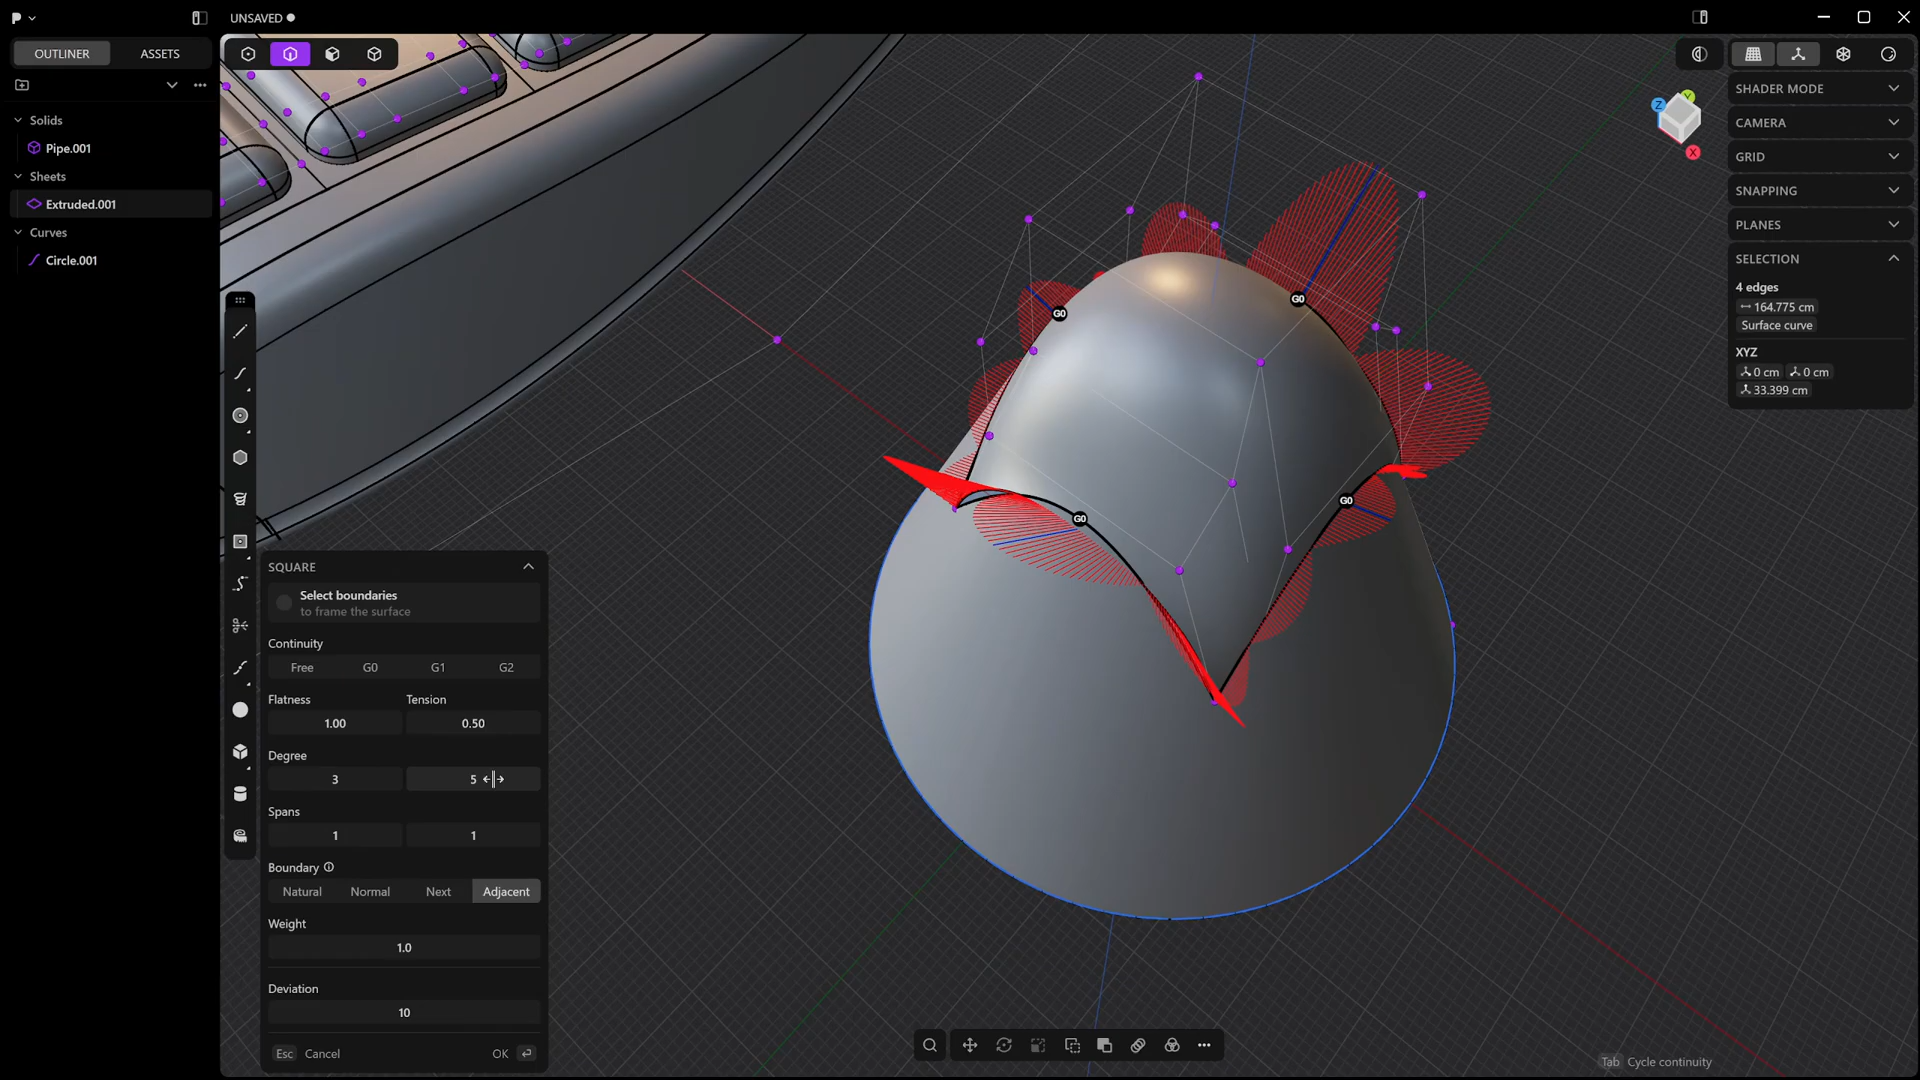 UNSAVED
OUTLINER
ASSETS
Solids
Pipe.001
Sheets
Extruded.001
Curves
Circle.001
SQUARE
Select boundaries
to frame the surface
Continuity
Free G0 G1 G2
Flatness Tension
1.00 0.50
Degree
3 5
Spans
1 1
Boundary
Natural Normal Next Adjacent
Weight
1.0
Deviation
10
Esc Cancel OK
G0
G0
G0
G0
Z Y
X
SHADER MODE
CAMERA
GRID
SNAPPING
PLANES
SELECTION
4 edges
164.775 cm
Surface curve
XYZ
0 cm 0 cm
33.399 cm
Tab Cycle continuity